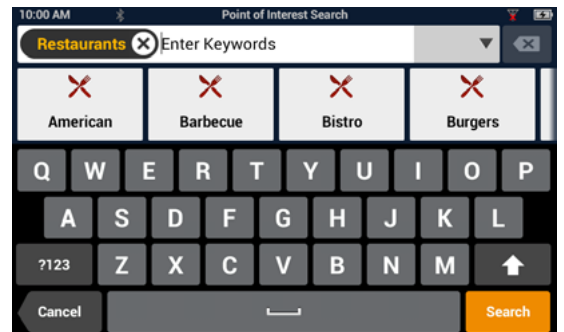 10:00 AM Point of Interest Search
Restaurants Enter Keywords
American Barbecue Bistro Burgers
Q W E R T Y U I O P
A S D F G H J K L
?123 Z X C V B N M
Cancel Search